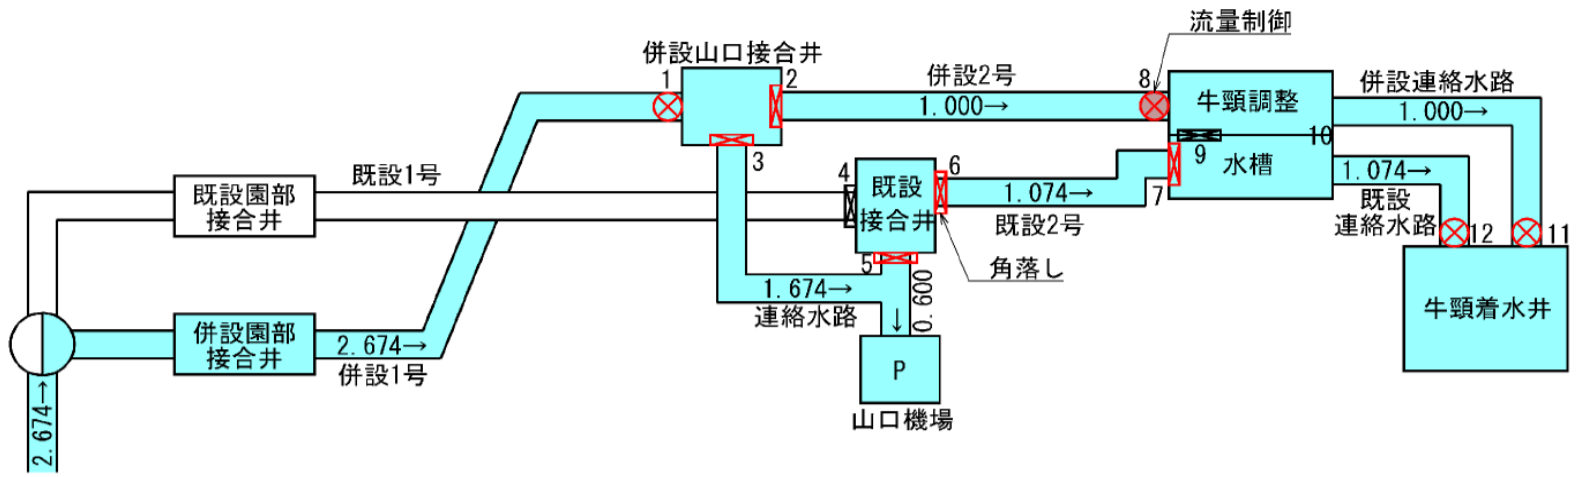 流量制御
併設山口接合井
1
2
併設2号
1.000→
8
牛頸調整
水槽
9
10
併設連絡水路
1.000→
3
既設1号
4
既設
接合井
6
1.074→
既設2号
7
1.074→
既設
連絡水路
12
11
既設園部
接合井
5
角落し
1.674→
連絡水路
0.600→
牛頸着水井
併設園部
接合井
2.674→
併設1号
P
山口機場
2.674→